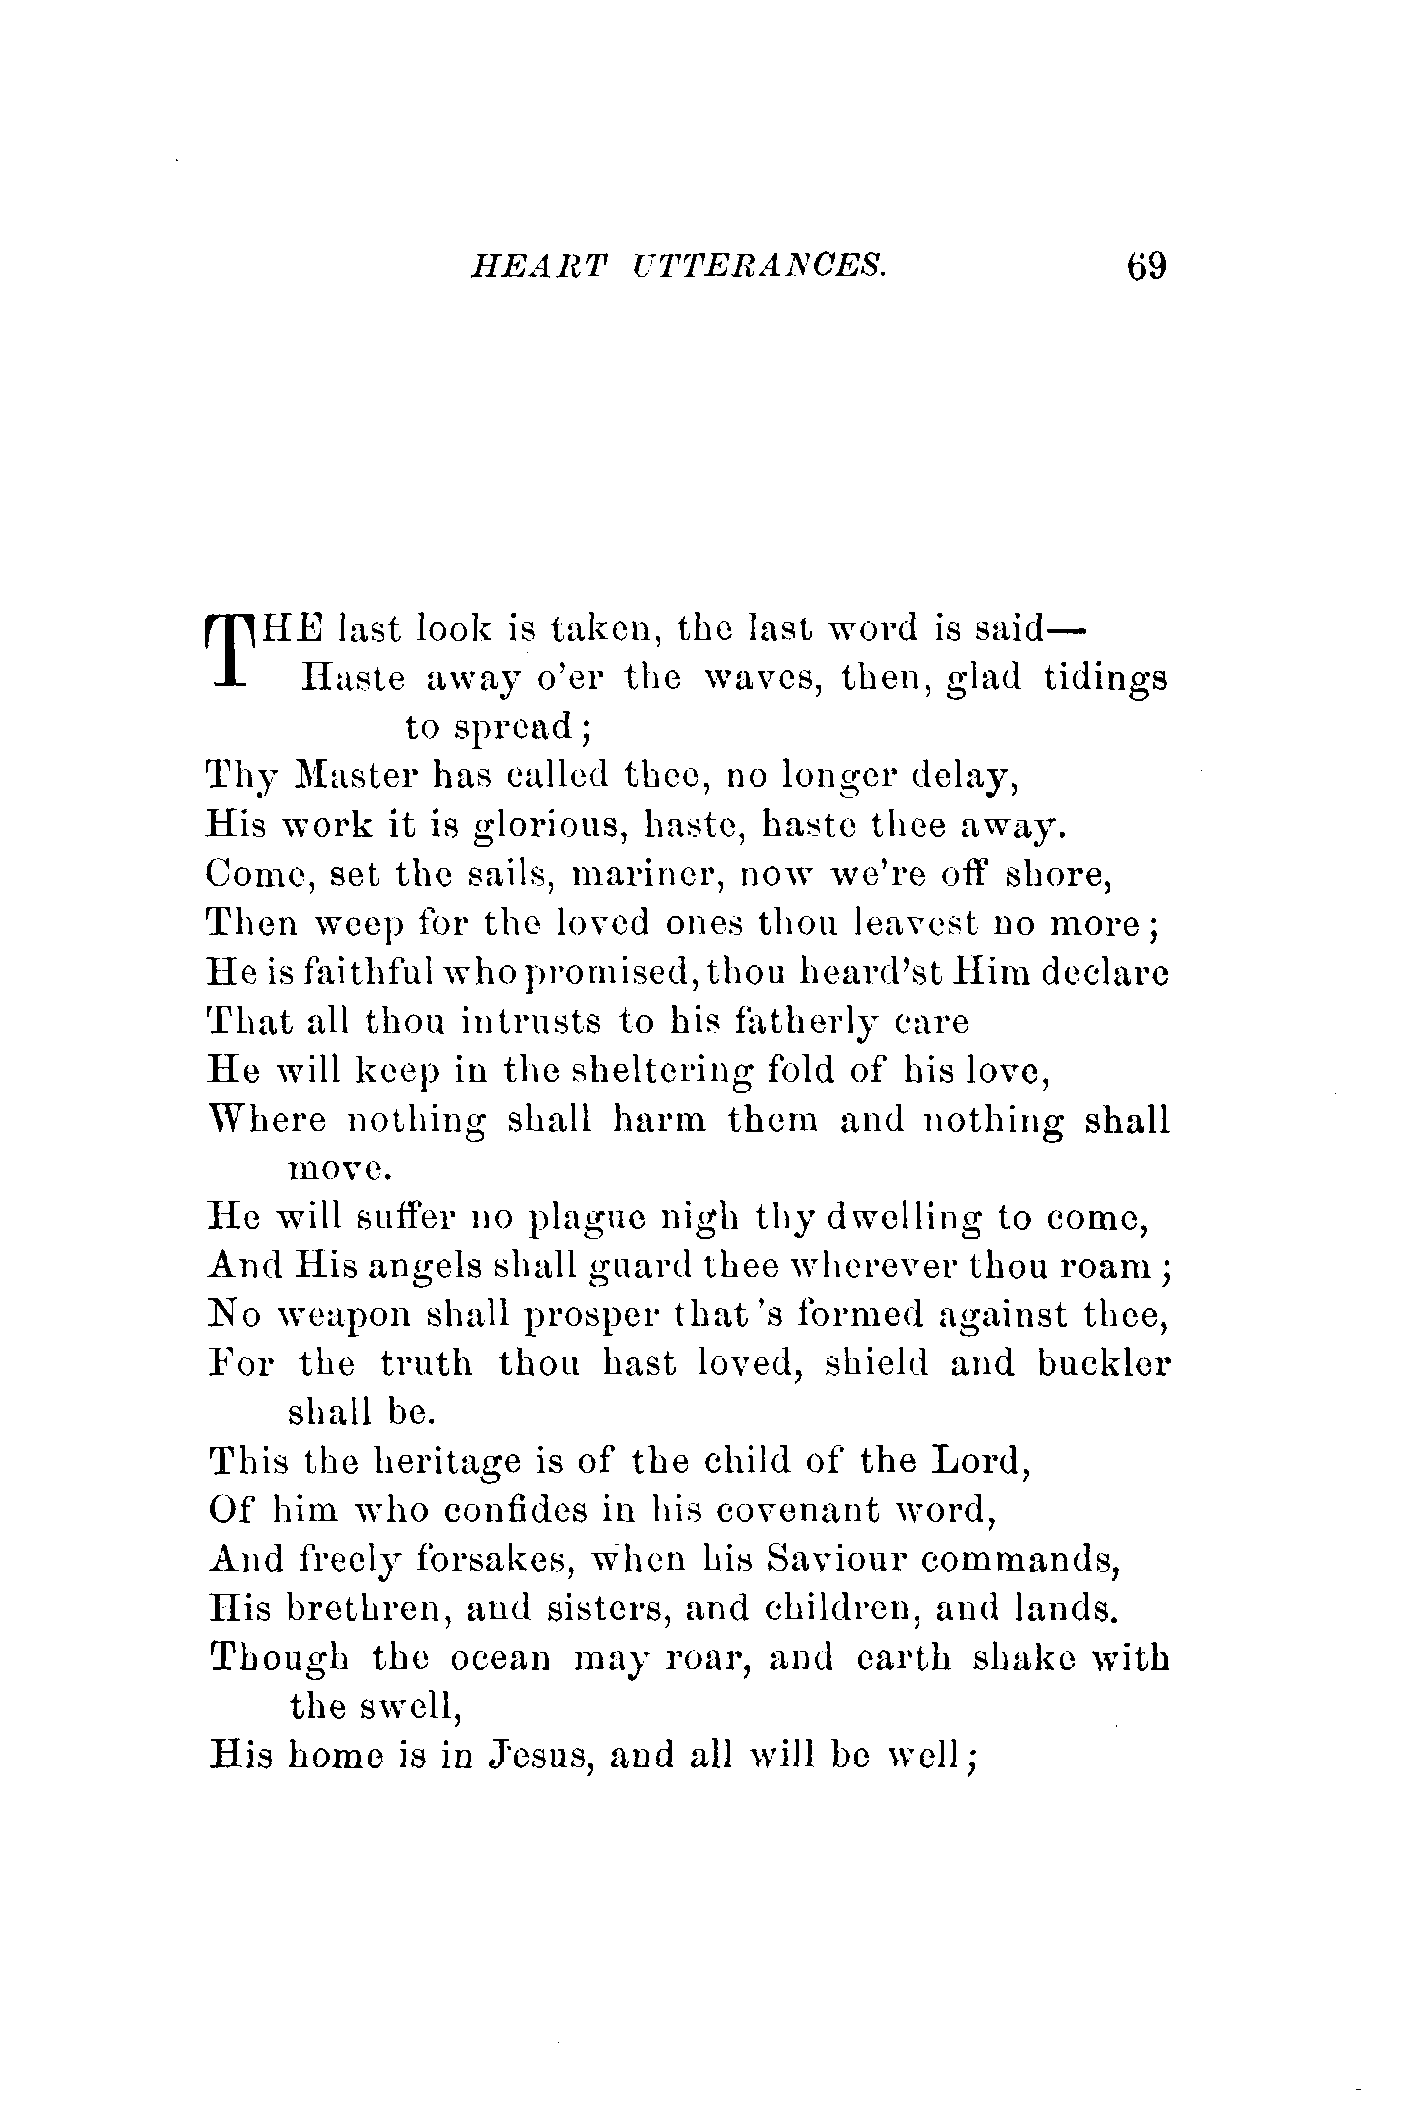 HEART UTTERANCES. 69
THE last look is taken, the last word is said—
Haste away o'er the waves, then, glad tidings
to spread;
Thy Master has called thee, no longer delay,
His work it is glorious, haste, haste thee away.
Come, set the sails, mariner, now we're off shore,
Then weep for the loved ones thou leavest no more;
He is faithful who promised, thou heard'st Him declare
That all thou intrusts to his fatherly care
He will keep in the sheltering fold of his love,
Where nothing shall harm them and nothing shall
move.
He will suffer no plague nigh thy dwelling to come,
And His angels shall guard thee wherever thou roam;
No weapon shall prosper that 's formed against thee,
For the truth thou hast loved, shield and buckler
shall be.
This the heritage is of the child of the Lord,
Of him who confides in his covenant word,
And freely forsakes, when his Saviour commands,
His brethren, and sisters, and children, and lands.
Though the ocean may roar, and earth shake with
the swell,
His home is in Jesus, and all will be well;